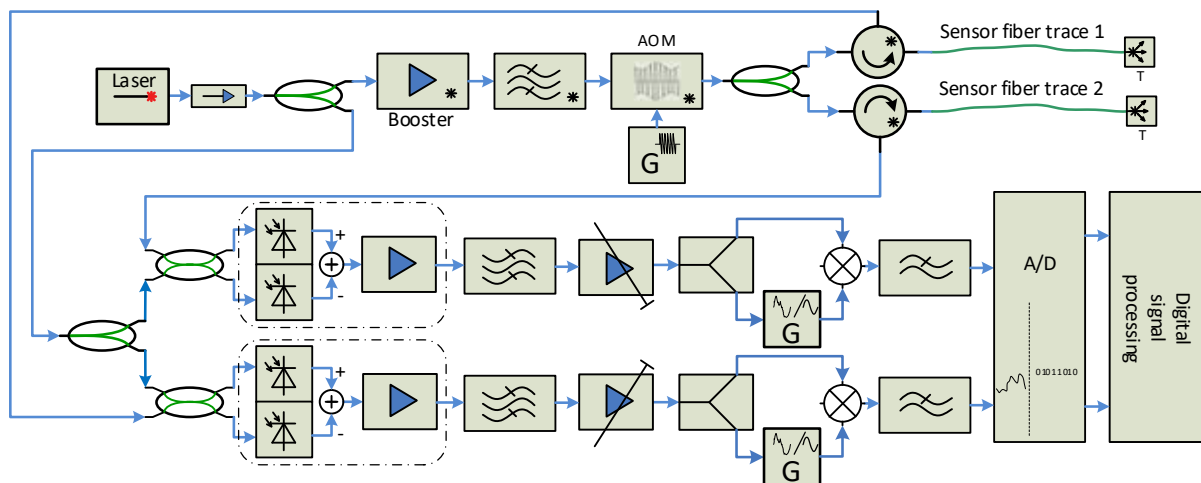 Laser
Booster
AOM
G
Sensor fiber trace 1
T
Sensor fiber trace 2
T
+
-
G
A/D
01011010
Digital
signal
processing
+
-
G